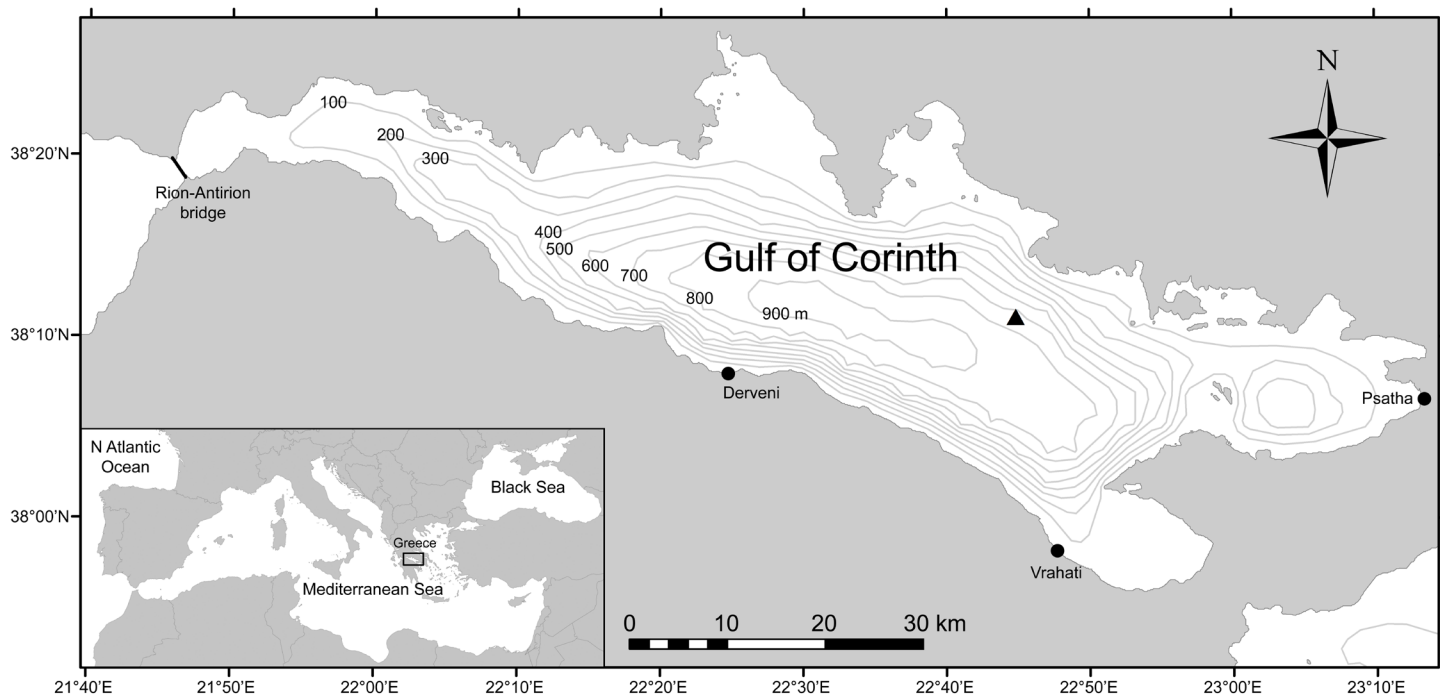 N
100
200
38°20'N
300
Rion-Antirion
bridge
400
500
Gulf of Corinth
600
700
800
900 m
38°10'N
Derveni
Psatha
N Atlantic
Ocean
Black Sea
38°00'N
Greece
Vrahati
Mediterranean Sea
0 10 20 30 km
21°40'E 21°50'E 22°00'E 22°10'E 22°20'E 22°30'E 22°40'E 22°50'E 23°00'E 23°10'E